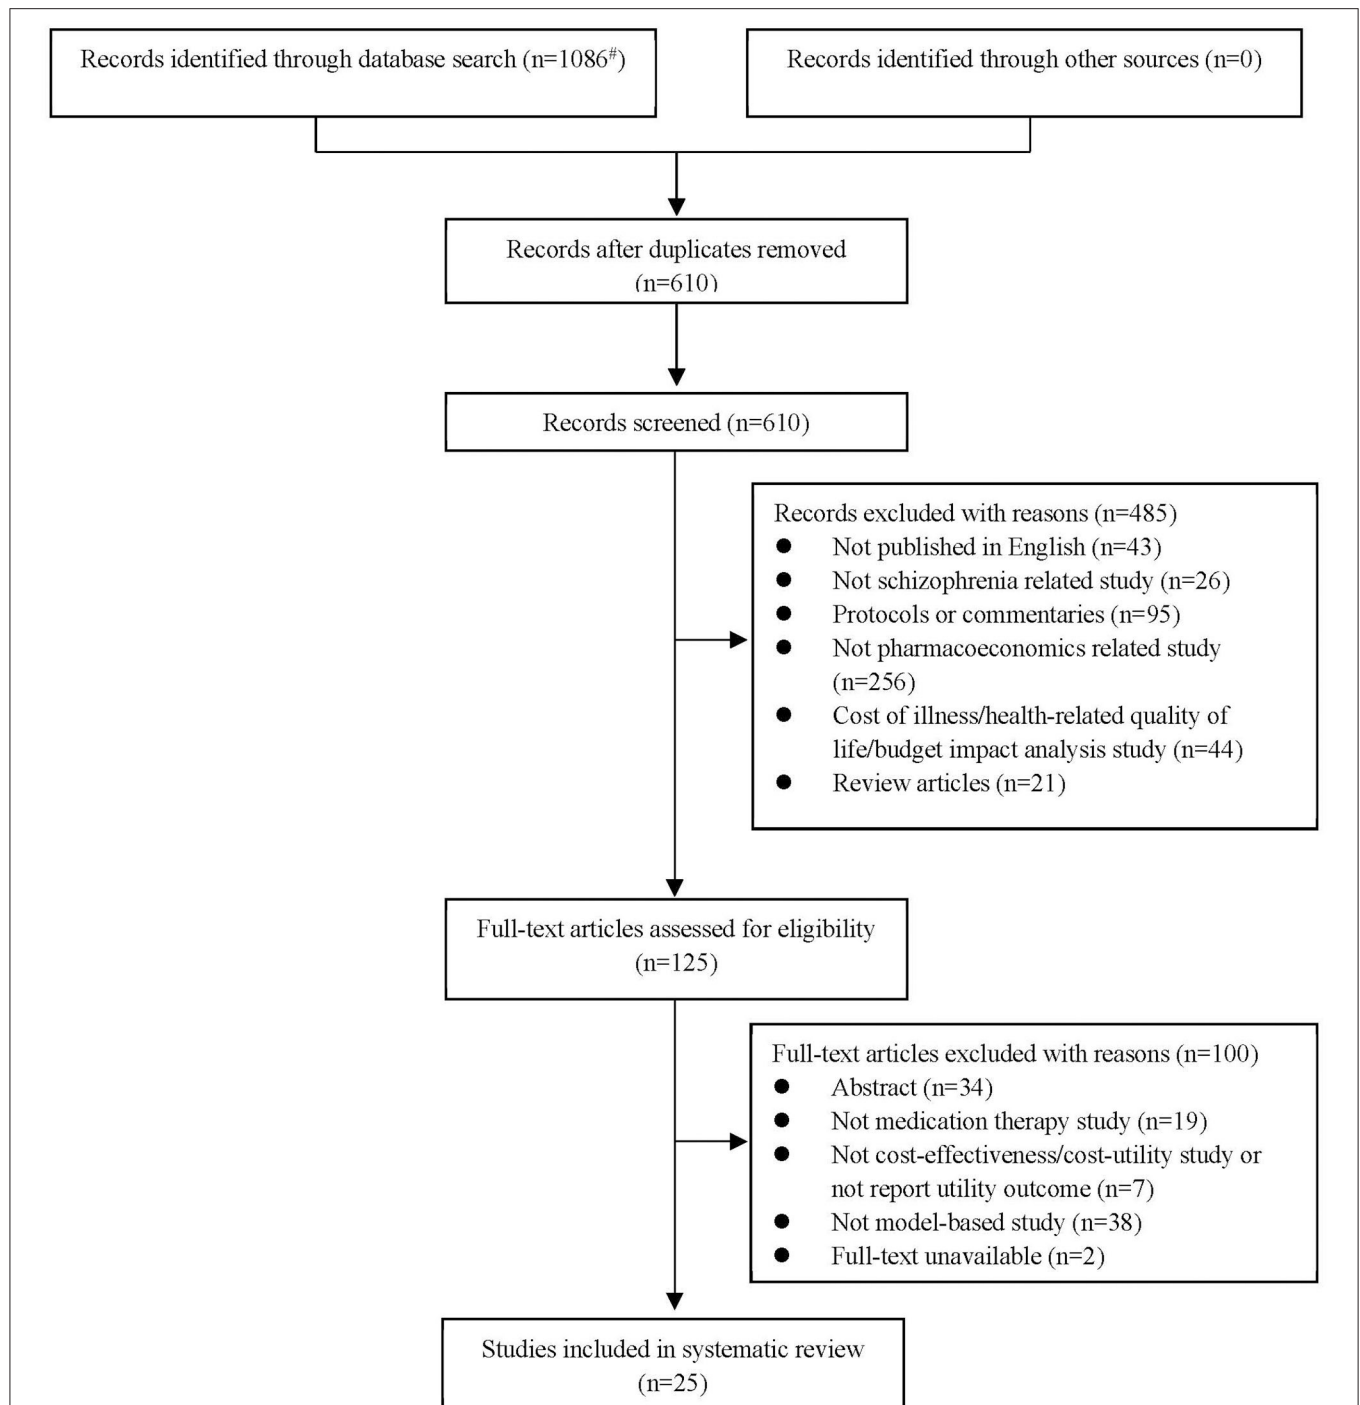 Records identified through database search (n=1086#)
Records identified through other sources (n=0)
Records after duplicates removed
(n=610)
Records screened (n=610)
Records excluded with reasons (n=485)
● Not published in English (n=43)
● Not schizophrenia related study (n=26)
● Protocols or commentaries (n=95)
● Not pharmacoeconomics related study
(n=256)
● Cost of illness/health-related quality of
life/budget impact analysis study (n=44)
● Review articles (n=21)
Full-text articles assessed for eligibility
(n=125)
Full-text articles excluded with reasons (n=100)
● Abstract (n=34)
● Not medication therapy study (n=19)
● Not cost-effectiveness/cost-utility study or
not report utility outcome (n=7)
● Not model-based study (n=38)
● Full-text unavailable (n=2)
Studies included in systematic review
(n=25)